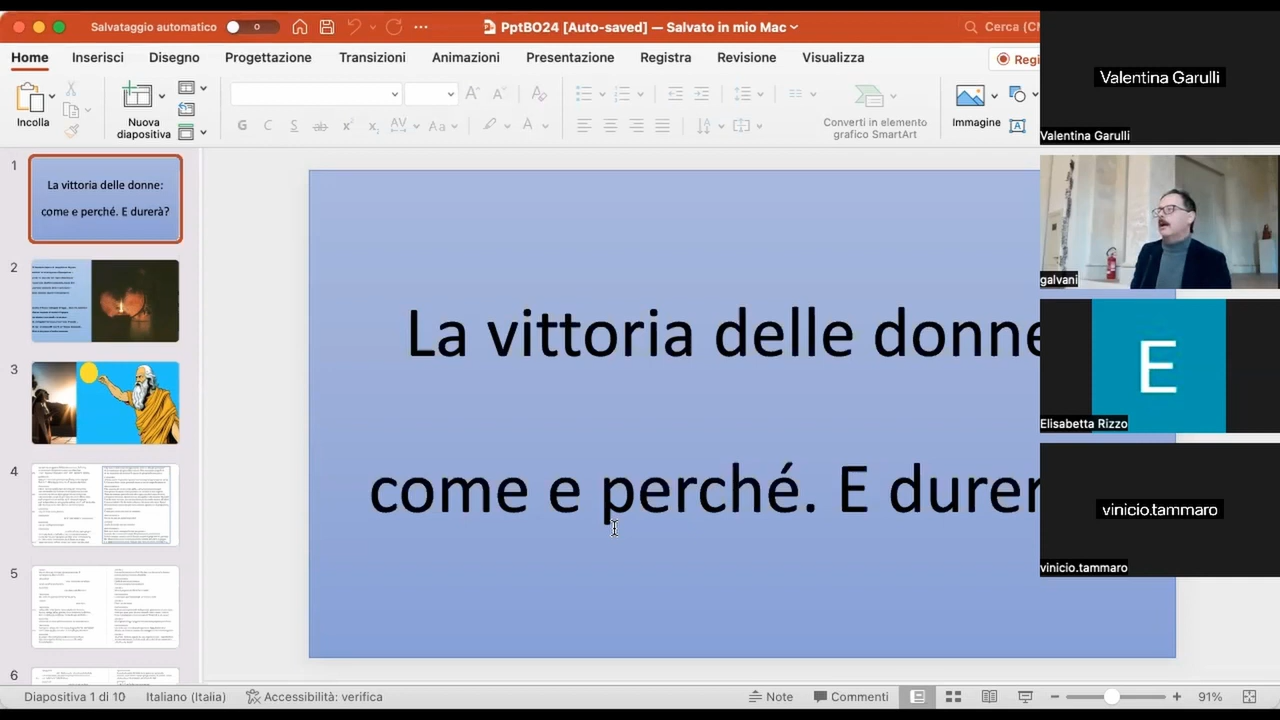 Salvataggio automatico
PptBO24 [Auto-saved] — Salvato in mio Mac
Cerca (C
Home Inserisci Disegno Progettazione Transizioni Animazioni Presentazione Registra Revisione Visualizza
Regi
Incolla
Nuova
diapositiva
Converti in elemento
grafico SmartArt
Immagine
1
La vittoria delle donne:
come e perché. E durerà?
2
3
4
5
6
La vittoria delle donne
come e perché. E durer
Valentina Garulli
Valentina Garulli
galvani
E
Elisabetta Rizzo
vinicio.tammaro
vinicio.tammaro
Diapositiva 1 di 10 Italiano (Italia) Accessibilità: verifica Note Commenti 91%